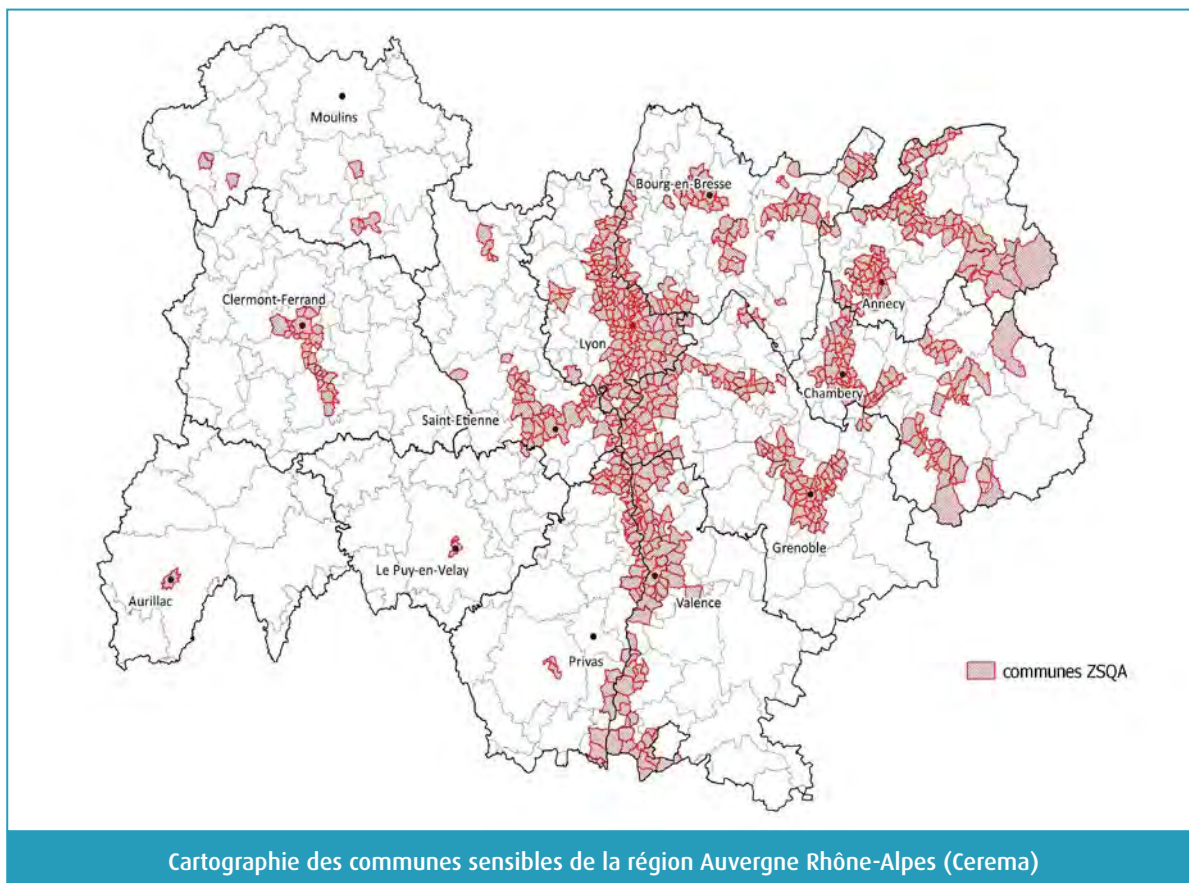 Moulins
Bourg-en-Bresse
Clermont-Ferrand
Annecy
Lyon
Chambery
Saint-Etienne
Grenoble
Le Puy-en-Velay
Aurillac
Valence
Privas
communes ZSQA
Cartographie des communes sensibles de la région Auvergne Rhône-Alpes (Cerema)